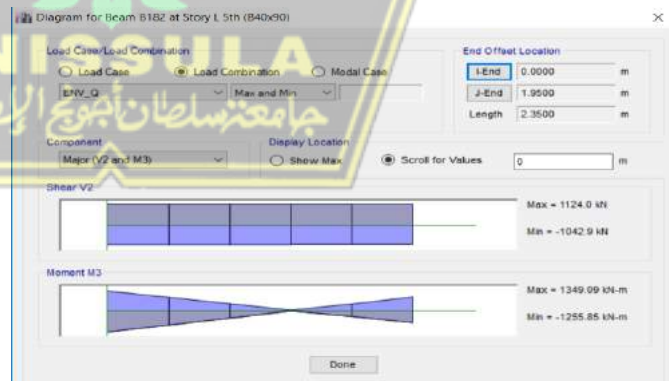 Diagram for Beam B182 at Story L 5th (B40x90)
Load Case/Load Combination
Load Case
Load Combination
Modal Case
ENV_Q
Max and Min
End Offset Location
I-End
0.0000
m
J-End
1.9500
m
Length
2.3500
m
NISSULA
جامعتنسلطانأجونجالإس
Component
Major (V2 and M3)
Display Location
Show Max
Scroll for Values
0
m
Shear V2
Max = 1124.0 kN
Min = -1042.9 kN
Moment M3
Max = 1349.09 kN-m
Min = -1255.85 kN-m
Done